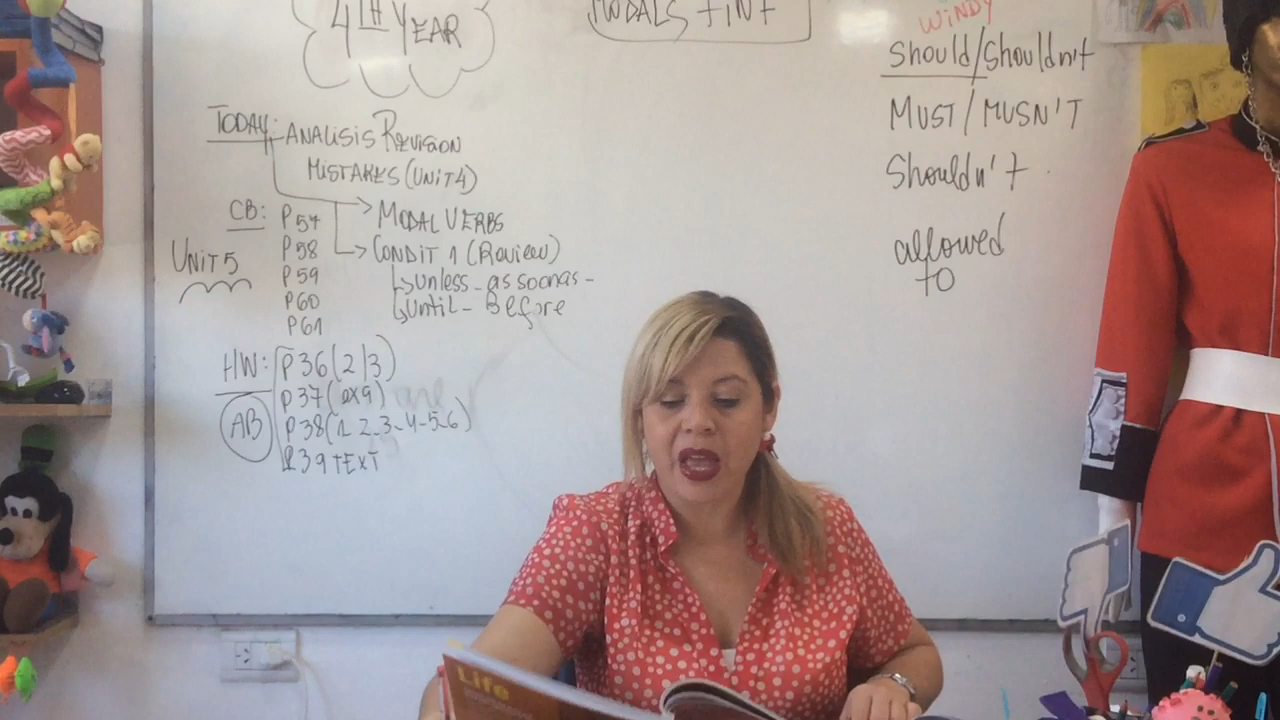 4TH YEAR
MODALS
WINDY
should/shouldn't
MUST/MUSN'T
Shouldn't
allowed
to
TODAY: ANALISIS REVISION
MISTAKES (UNIT 4)
MODAL VERBS
CONDIT 1 (Review)
unless - as soon as -
until - Before
UNIT 5
CB: P57
P58
P59
P60
P61
HW: P36 (2/3)
AB
P37 (ex9)
P38 (1 2-3-4-5-6)
P39 TEXT
are
Life